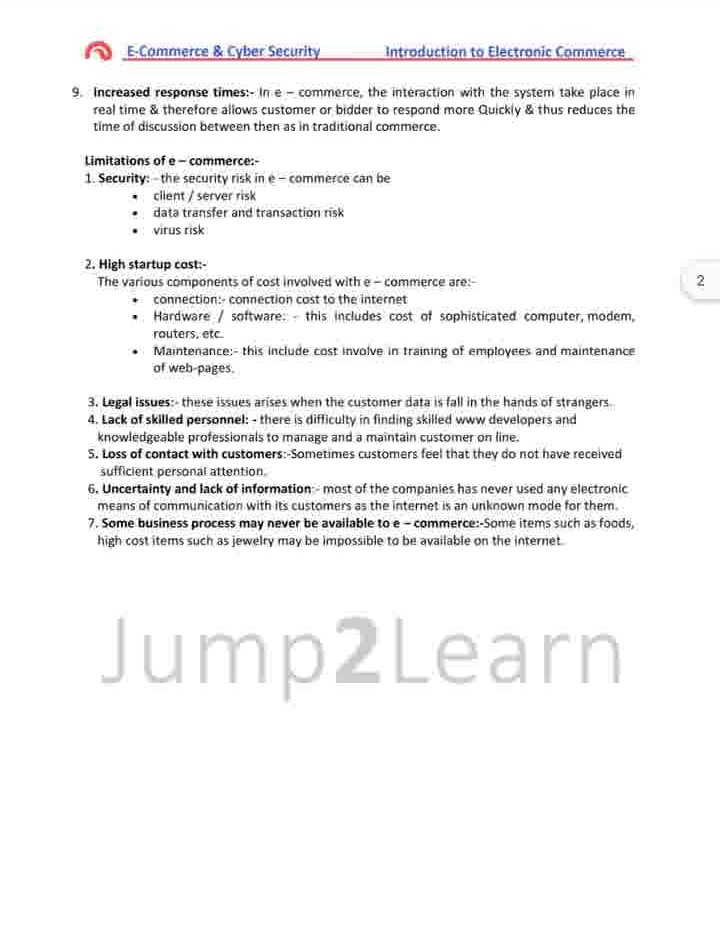 E-Commerce & Cyber Security Introduction to Electronic Commerce
9. Increased response times:- In e – commerce, the interaction with the system take place in
real time & therefore allows customer or bidder to respond more Quickly & thus reduces the
time of discussion between then as in traditional commerce.
Limitations of e – commerce:-
1. Security: - the security risk in e – commerce can be
• client / server risk
• data transfer and transaction risk
• virus risk
2. High startup cost:-
The various components of cost involved with e – commerce are:-
• connection:- connection cost to the internet
• Hardware / software: - this includes cost of sophisticated computer, modem,
routers, etc.
• Maintenance:- this include cost involve in training of employees and maintenance
of web-pages.
3. Legal issues:- these issues arises when the customer data is fall in the hands of strangers.
4. Lack of skilled personnel: - there is difficulty in finding skilled www developers and
knowledgeable professionals to manage and a maintain customer on line.
5. Loss of contact with customers:-Sometimes customers feel that they do not have received
sufficient personal attention.
6. Uncertainty and lack of information:- most of the companies has never used any electronic
means of communication with its customers as the internet is an unknown mode for them.
7. Some business process may never be available to e – commerce:-Some items such as foods,
high cost items such as jewelry may be impossible to be available on the internet.
Jump2Learn
2